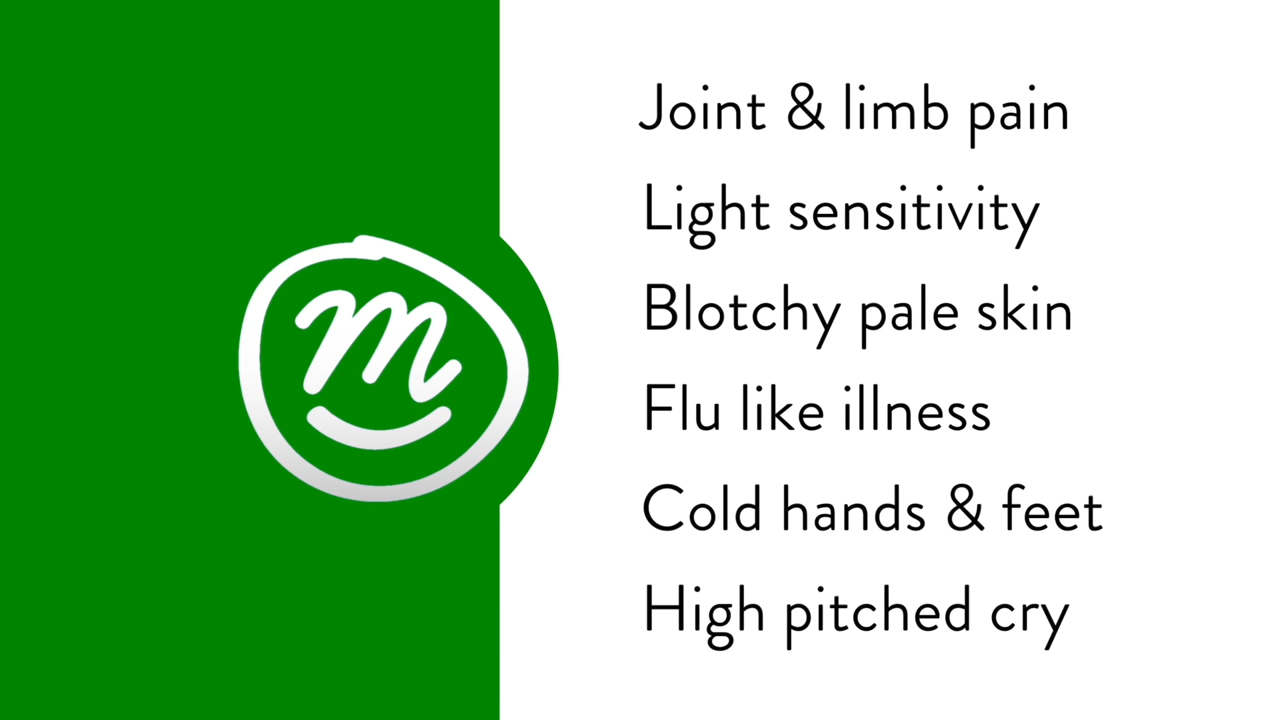 m
Joint & limb pain
Light sensitivity
Blotchy pale skin
Flu like illness
Cold hands & feet
High pitched cry